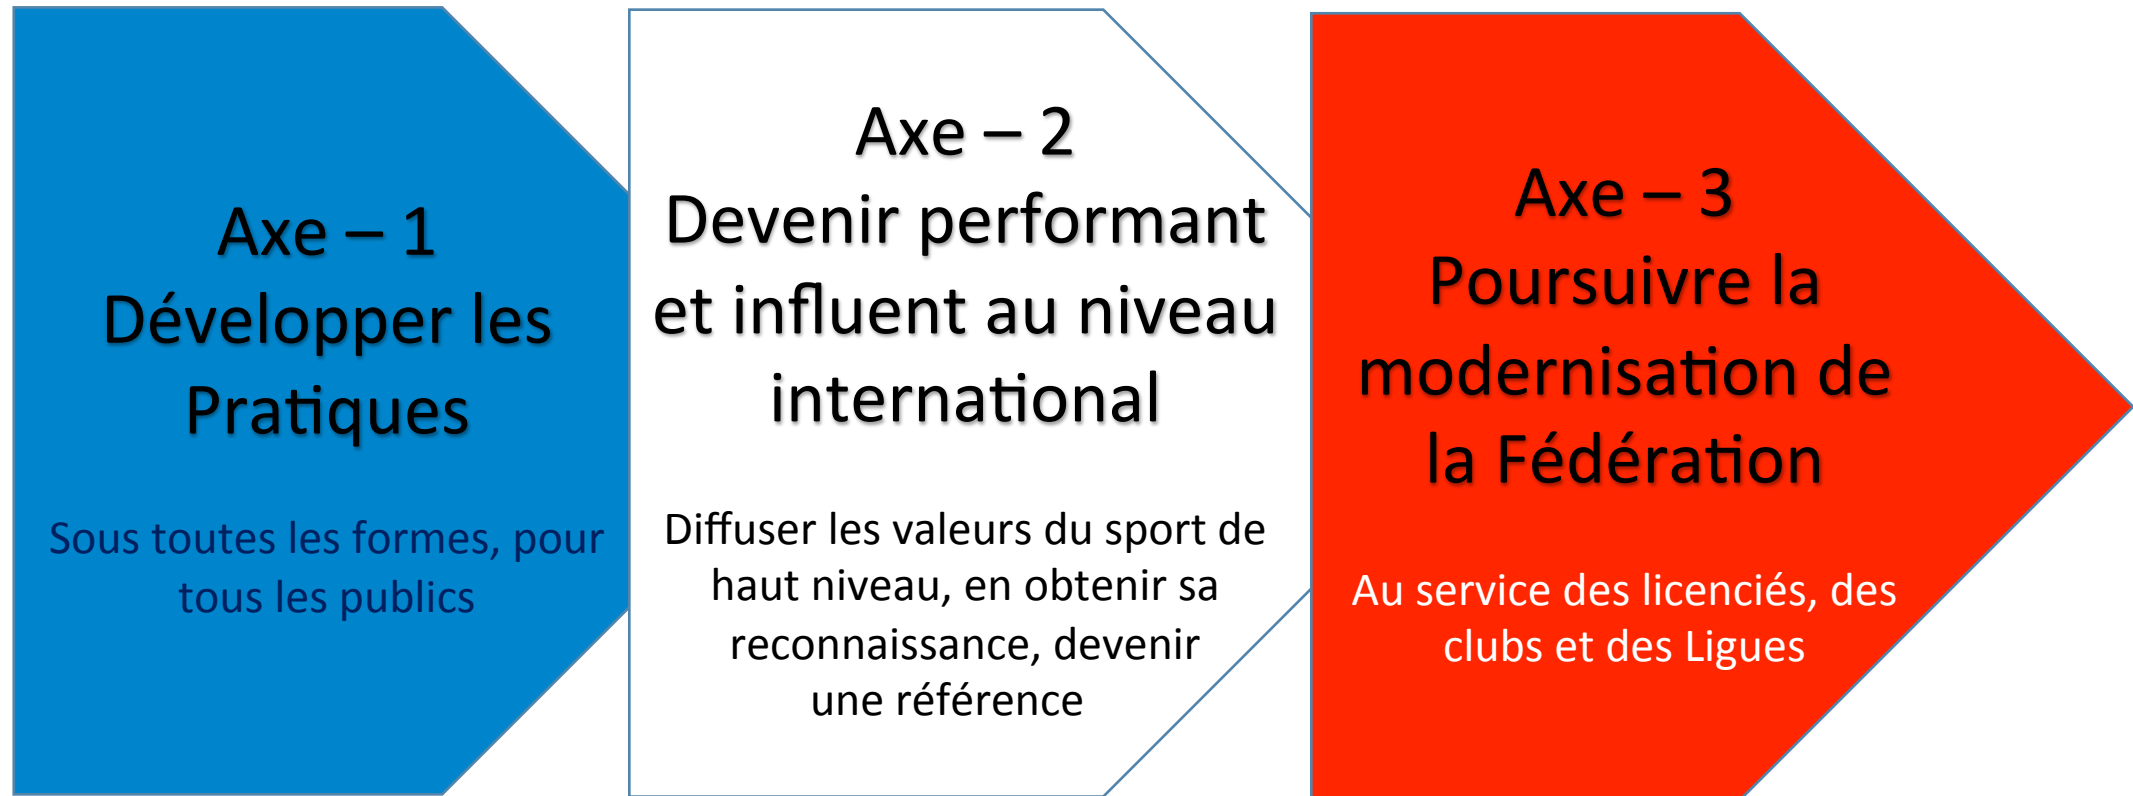 Axe – 1
Développer les
Pratiques
Sous toutes les formes, pour
tous les publics
Axe – 2
Devenir performant
et influent au niveau
international
Diffuser les valeurs du sport de
haut niveau, en obtenir sa
reconnaissance, devenir
une référence
Axe – 3
Poursuivre la
modernisation de
la Fédération
Au service des licenciés, des
clubs et des Ligues